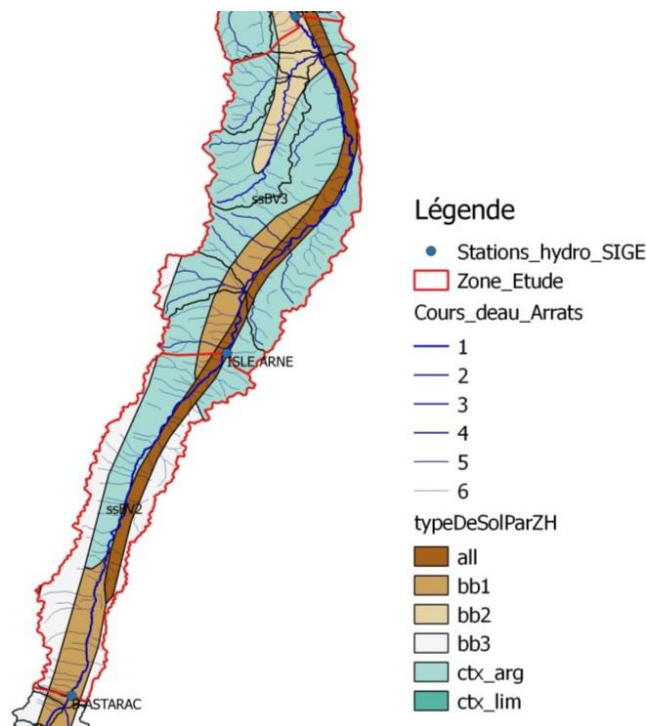 ssBV3
ISLE ARNE
ssBV2
B-ASTARAC
Légende
Stations_hydro_SIGE
Zone_Etude
Cours_deau_Arrats
1
2
3
4
5
6
typeDeSolParZH
all
bb1
bb2
bb3
ctx_arg
ctx_lim